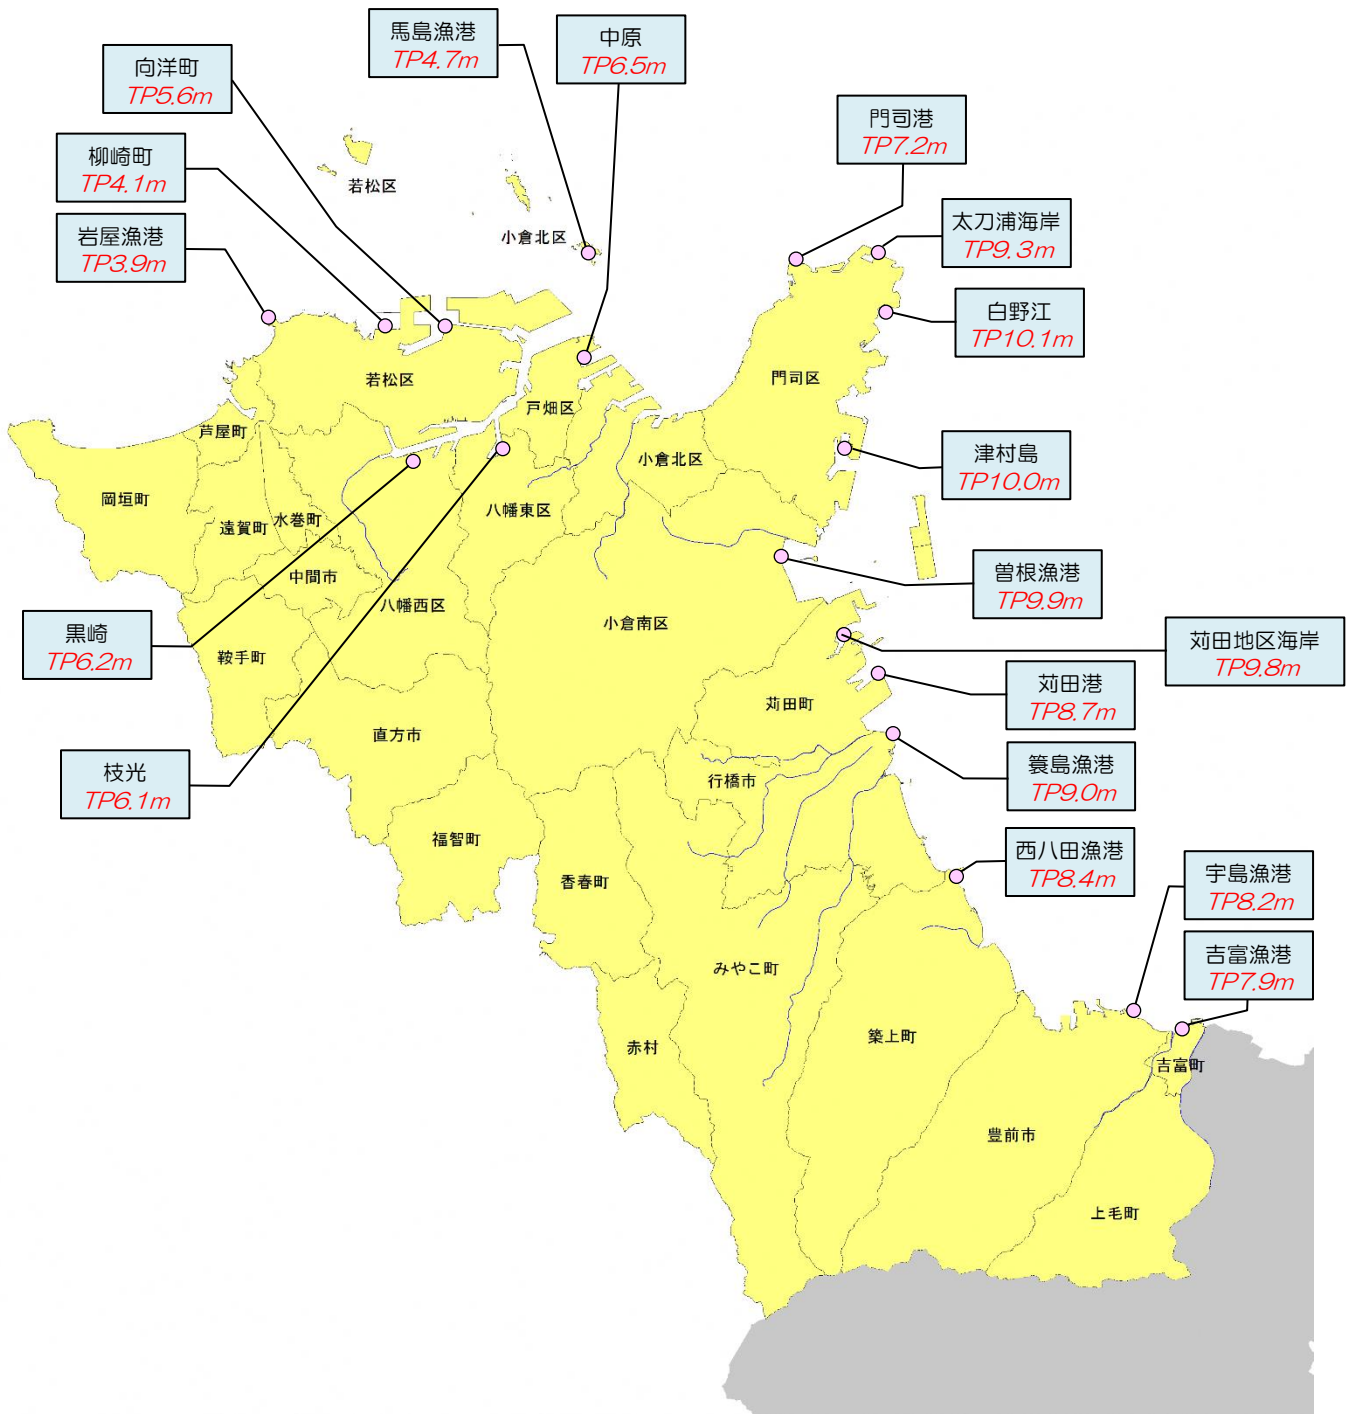 馬島漁港
TP4.7m
中原
TP6.5m
向洋町
TP5.6m
門司港
TP7.2m
柳崎町
TP4.1m
若松区
太刀浦海岸
TP9.3m
岩屋漁港
TP3.9m
小倉北区
白野江
TP10.1m
若松区
門司区
戸畑区
芦屋町
小倉北区
津村島
TP10.0m
岡垣町
八幡東区
遠賀町
水巻町
中間市
曽根漁港
TP9.9m
八幡西区
小倉南区
黒崎
TP6.2m
苅田地区海岸
TP9.8m
鞍手町
苅田港
TP8.7m
苅田町
直方市
簑島漁港
TP9.0m
枝光
TP6.1m
行橋市
福智町
西八田漁港
TP8.4m
香春町
宇島漁港
TP8.2m
みやこ町
吉富漁港
TP7.9m
築上町
赤村
吉富町
豊前市
上毛町